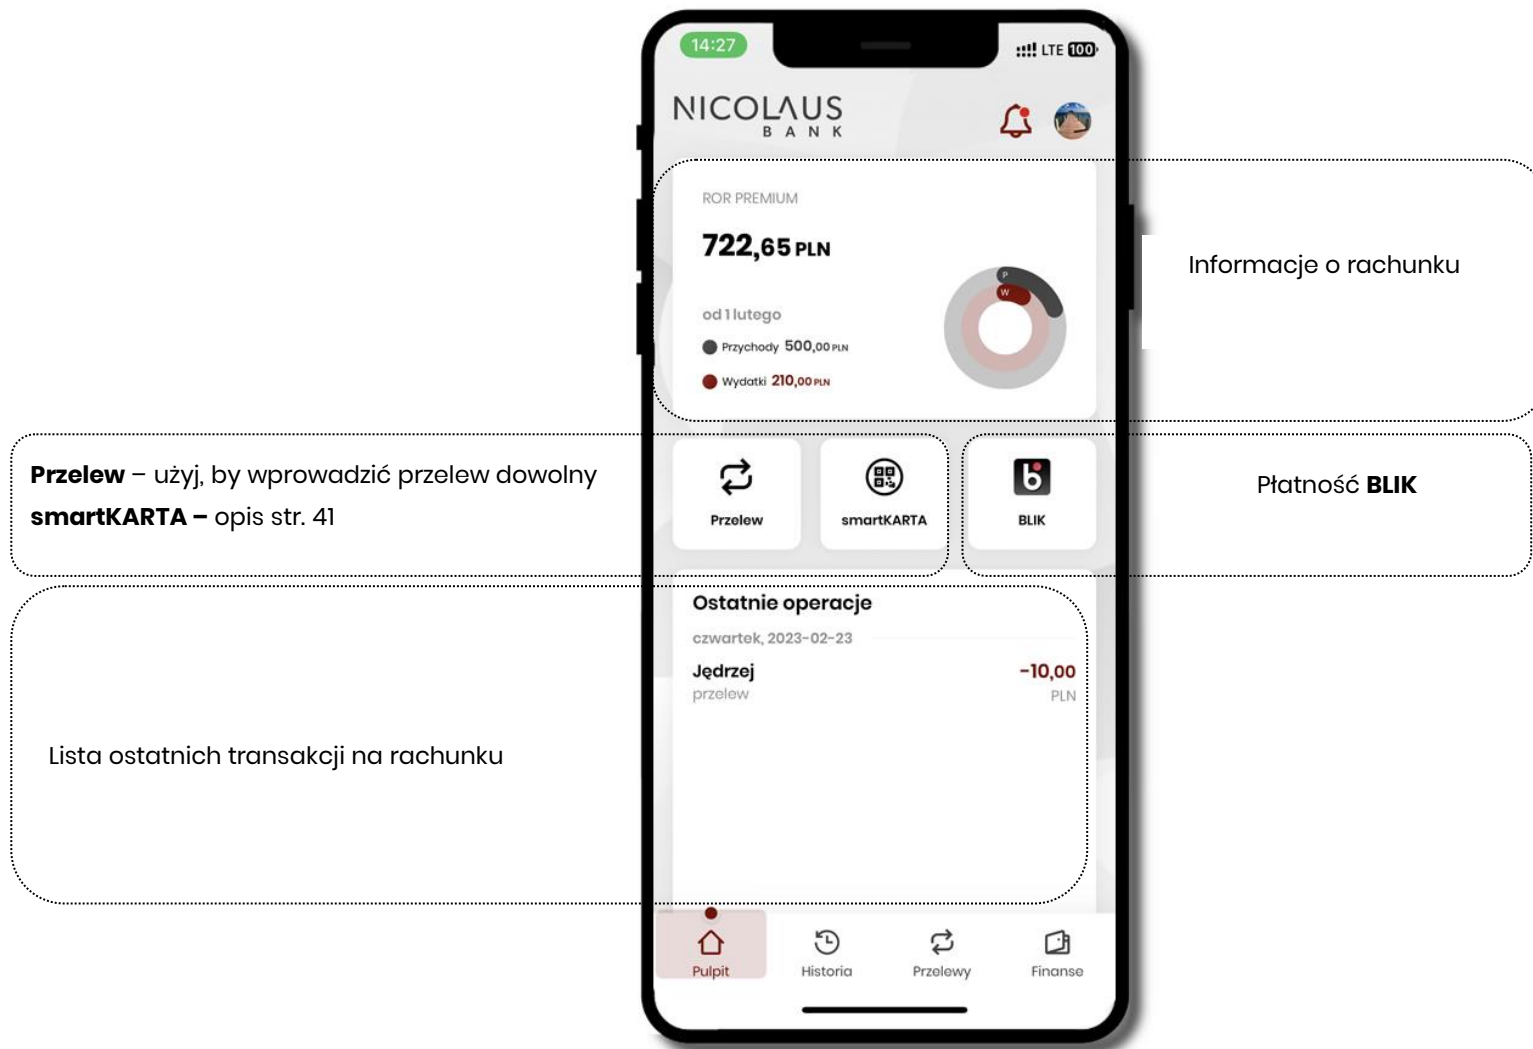 14:27
LTE 100
NICOLAUS
BANK
ROR PREMIUM
722,65 PLN
P
W
od 1 lutego
Przychody 500,00 PLN
Wydatki 210,00 PLN
Informacje o rachunku
Przelew – użyj, by wprowadzić przelew dowolny
smartKARTA – opis str. 41
Przelew
smartKARTA
BLIK
Płatność BLIK
Ostatnie operacje
czwartek, 2023-02-23
Jędrzej -10,00
przelew PLN
Lista ostatnich transakcji na rachunku
Pulpit
Historia
Przelewy
Finanse